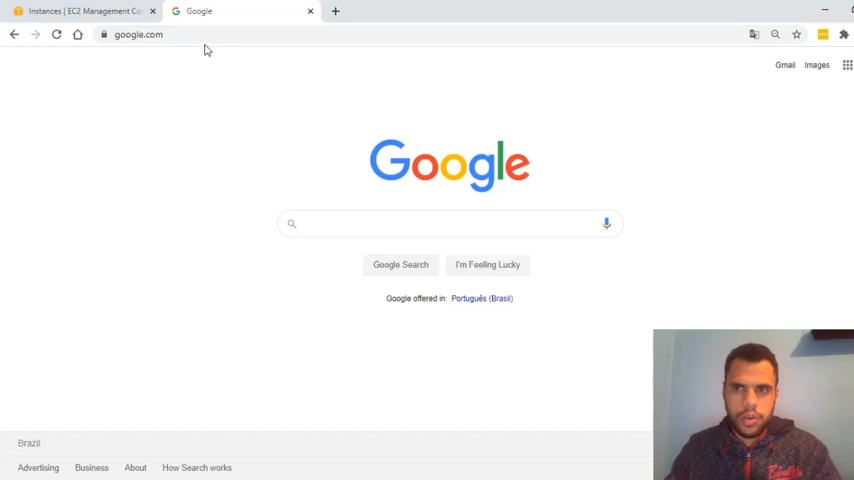 Instances | EC2 Management Co
Google
google.com
Gmail Images
Google
Google Search I'm Feeling Lucky
Google offered in: Português (Brasil)
Brazil
Advertising Business About How Search works